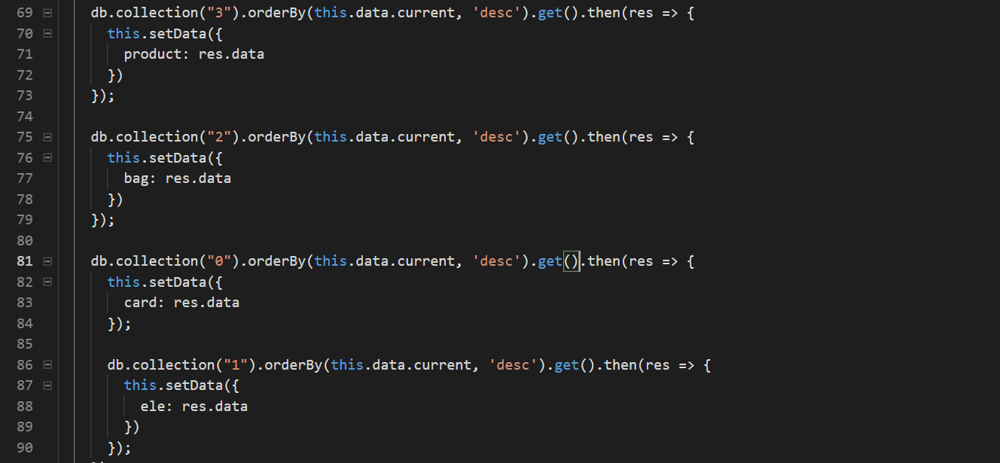 69 db.collection("3").orderBy(this.data.current, 'desc').get().then(res => {
70 this.setData({
71 product: res.data
72 })
73 });
74
75 db.collection("2").orderBy(this.data.current, 'desc').get().then(res => {
76 this.setData({
77 bag: res.data
78 })
79 });
80
81 db.collection("0").orderBy(this.data.current, 'desc').get().then(res => {
82 this.setData({
83 card: res.data
84 });
85
86 db.collection("1").orderBy(this.data.current, 'desc').get().then(res => {
87 this.setData({
88 ele: res.data
89 })
90 });